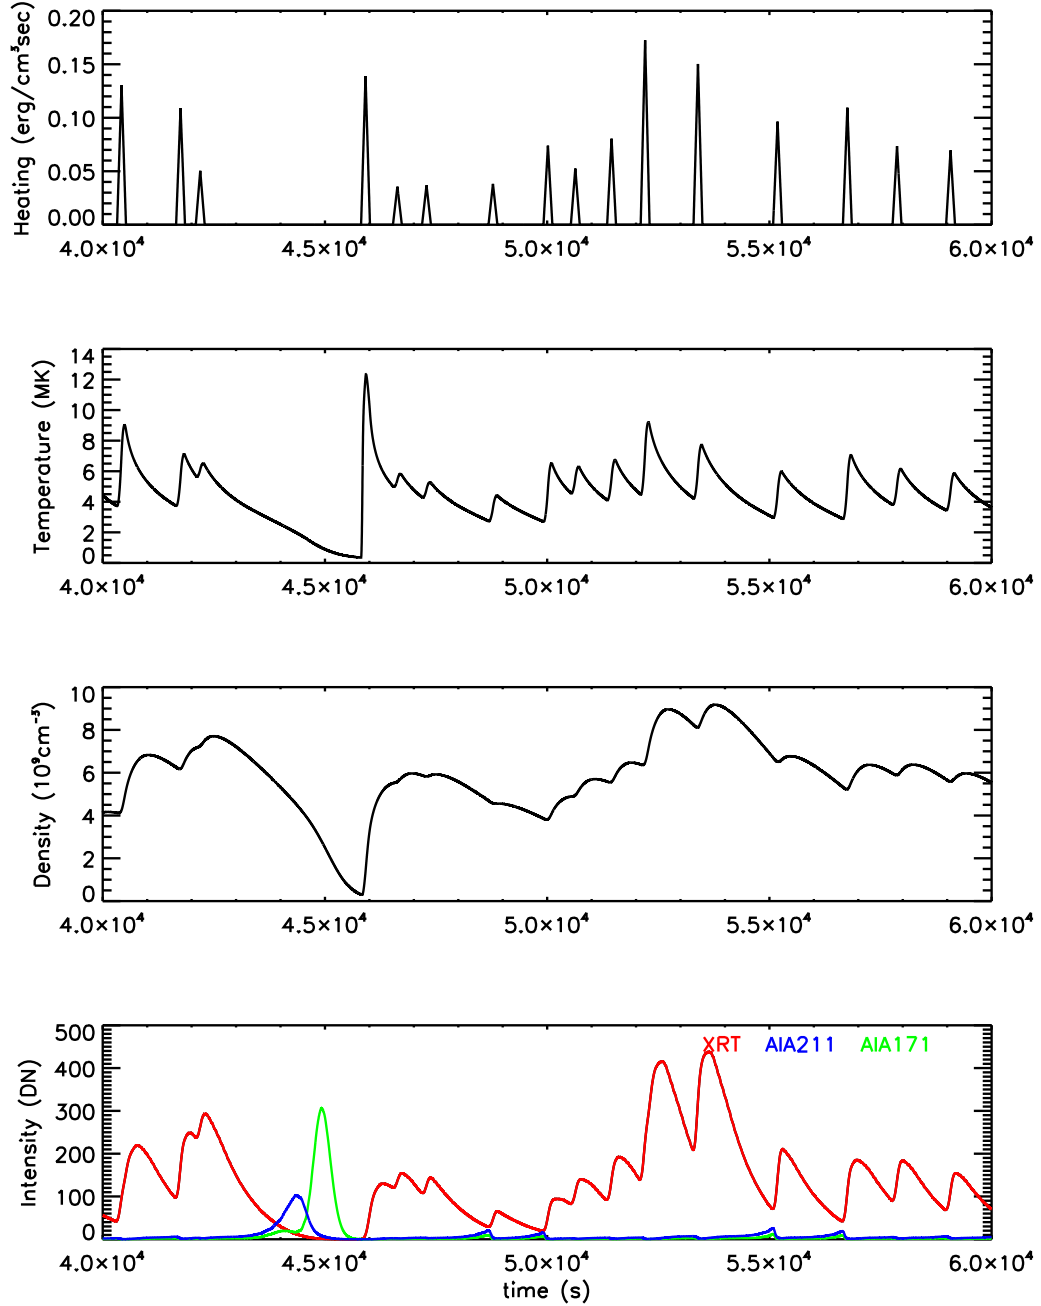 Heating (erg/cm³sec)
0.20
0.15
0.10
0.05
0.00
4.0×10⁴ 4.5×10⁴ 5.0×10⁴ 5.5×10⁴ 6.0×10⁴
Temperature (MK)
14
12
10
8
6
4
2
0
4.0×10⁴ 4.5×10⁴ 5.0×10⁴ 5.5×10⁴ 6.0×10⁴
Density (10⁹cm⁻³)
10
8
6
4
2
0
4.0×10⁴ 4.5×10⁴ 5.0×10⁴ 5.5×10⁴ 6.0×10⁴
Intensity (DN)
500
400
300
200
100
0
XRT AIA211 AIA171
4.0×10⁴ 4.5×10⁴ 5.0×10⁴ 5.5×10⁴ 6.0×10⁴
time (s)